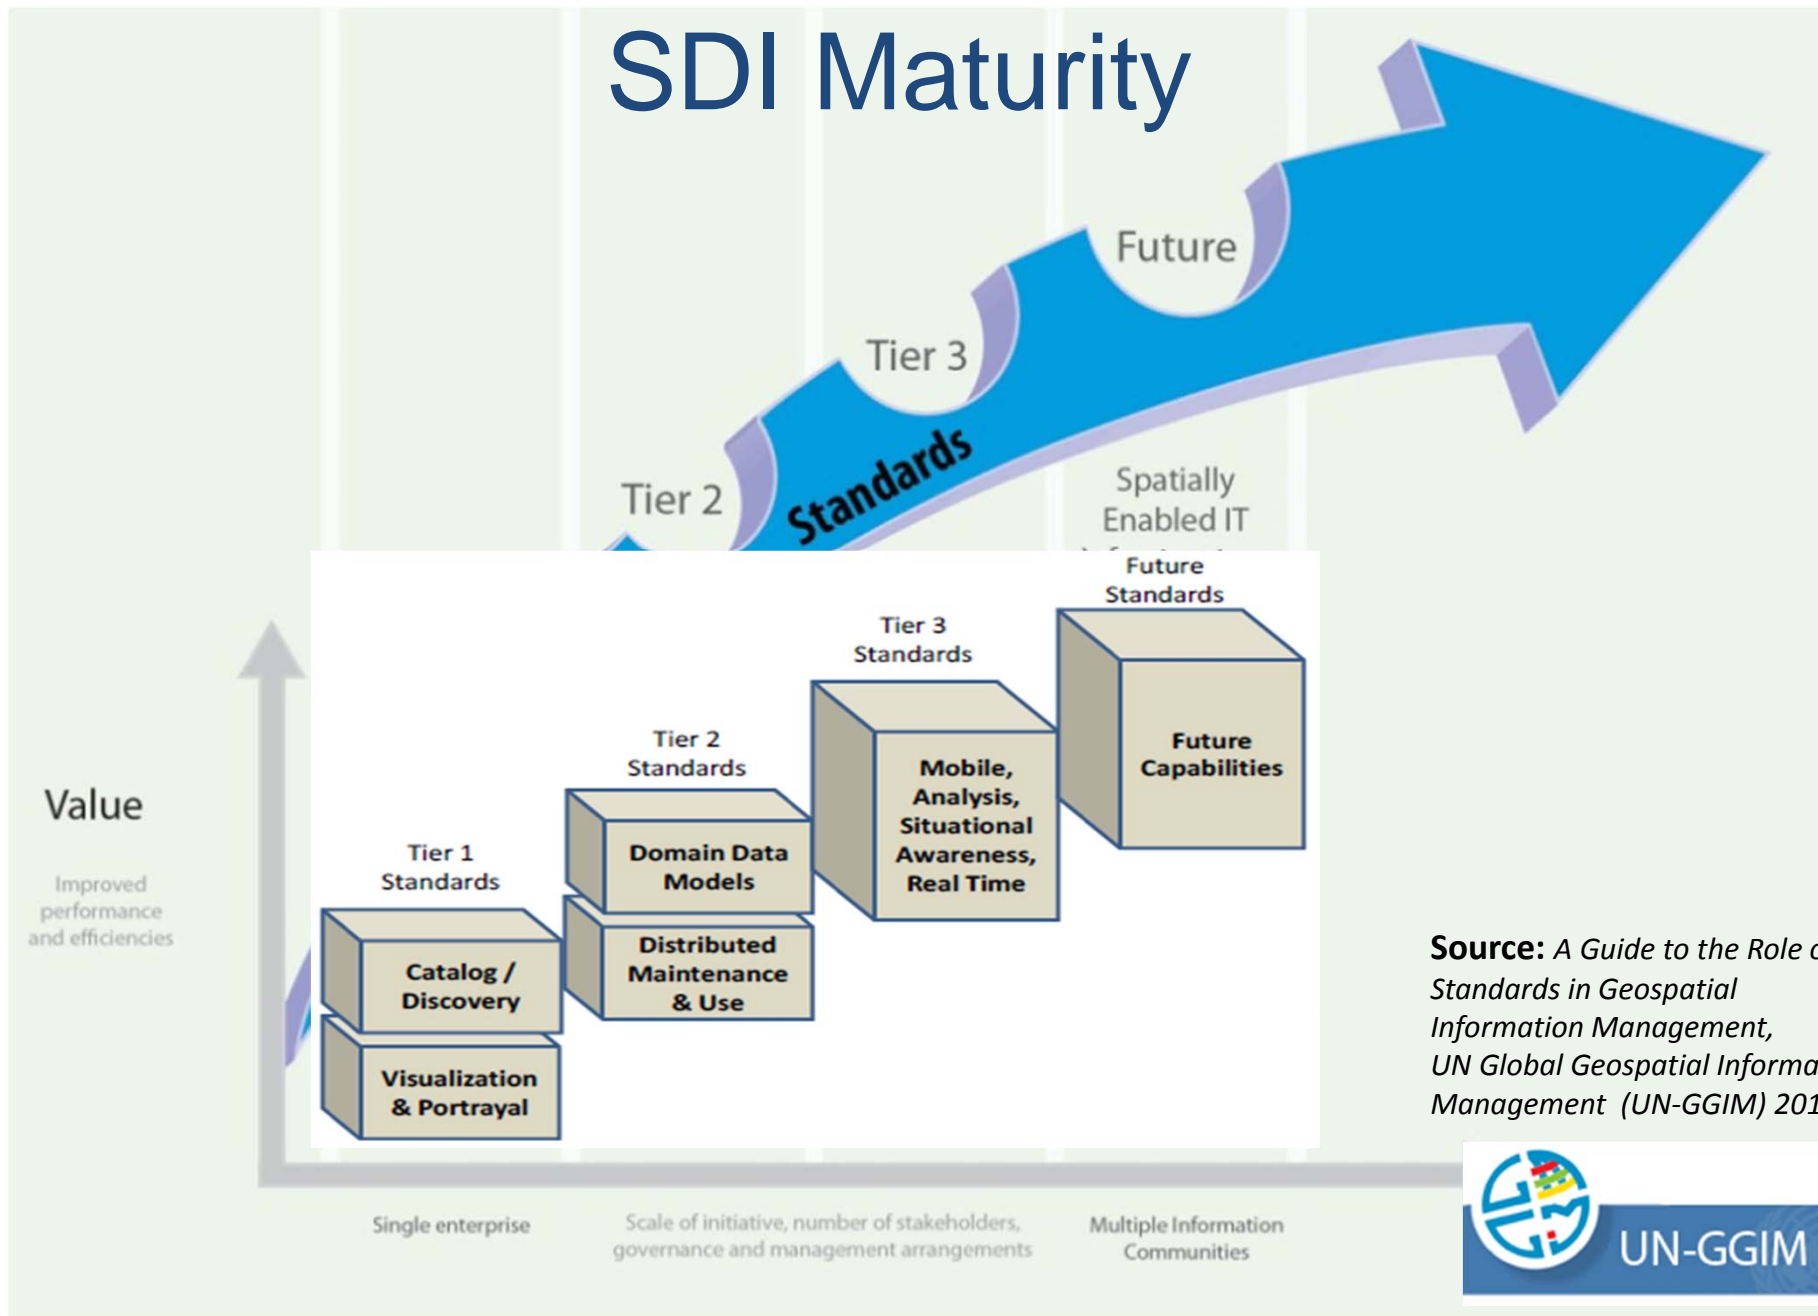 SDI Maturity
Future
Tier 3
Tier 2
Standards
Spatially
Enabled IT
Future
Standards
Tier 3
Standards
Future
Capabilities
Tier 2
Standards
Mobile,
Analysis,
Situational
Awareness,
Real Time
Value
Improved
performance
and efficiencies
Tier 1
Standards
Domain Data
Models
Distributed
Maintenance
& Use
Catalog /
Discovery
Visualization
& Portrayal
Source: A Guide to the Role
Standards in Geospatial
Information Management,
UN Global Geospatial
Management (UN-GGIM)
Single enterprise
Scale of initiative, number of stakeholders,
governance and management arrangements
Multiple Information
Communities
UN-GGIM